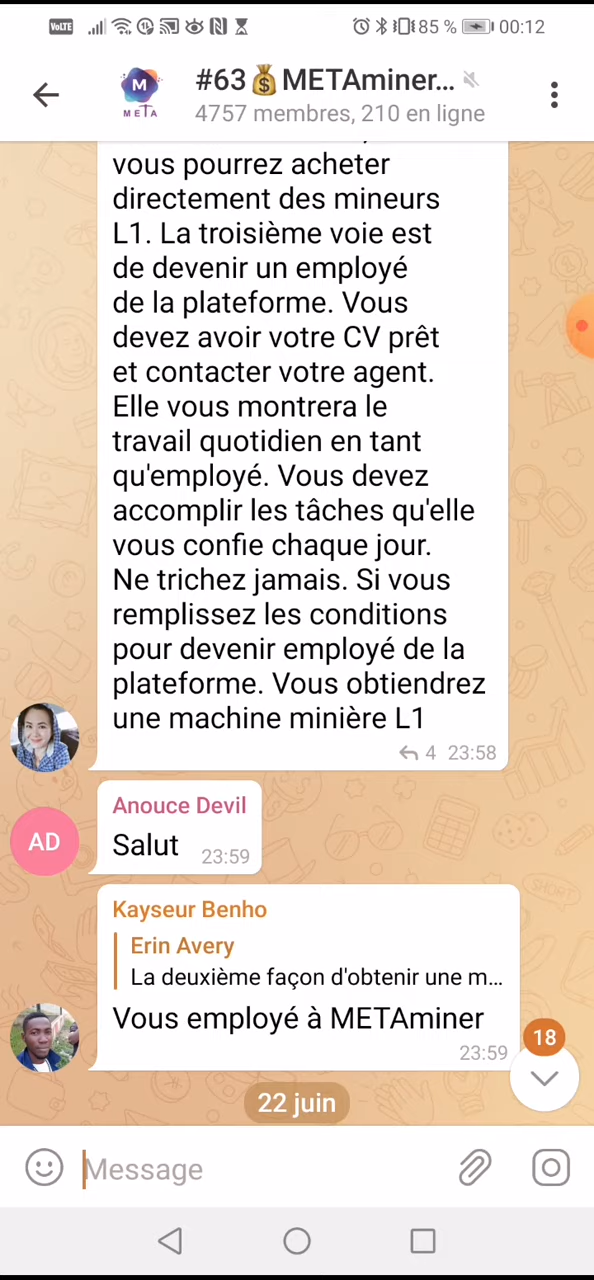 VoLTE 85 % 00:12
#63💰METAminer...
META
4757 membres, 210 en ligne
vous pourrez acheter
directement des mineurs
L1. La troisième voie est
de devenir un employé
de la plateforme. Vous
devez avoir votre CV prêt
et contacter votre agent.
Elle vous montrera le
travail quotidien en tant
qu'employé. Vous devez
accomplir les tâches qu'elle
vous confie chaque jour.
Ne trichez jamais. Si vous
remplissez les conditions
pour devenir employé de la
plateforme. Vous obtiendrez
une machine minière L1
4 23:58
AD
Anouce Devil
Salut 23:59
Kayseur Benho
Erin Avery
La deuxième façon d'obtenir une m...
Vous employé à METAminer
23:59
18
22 juin
Message